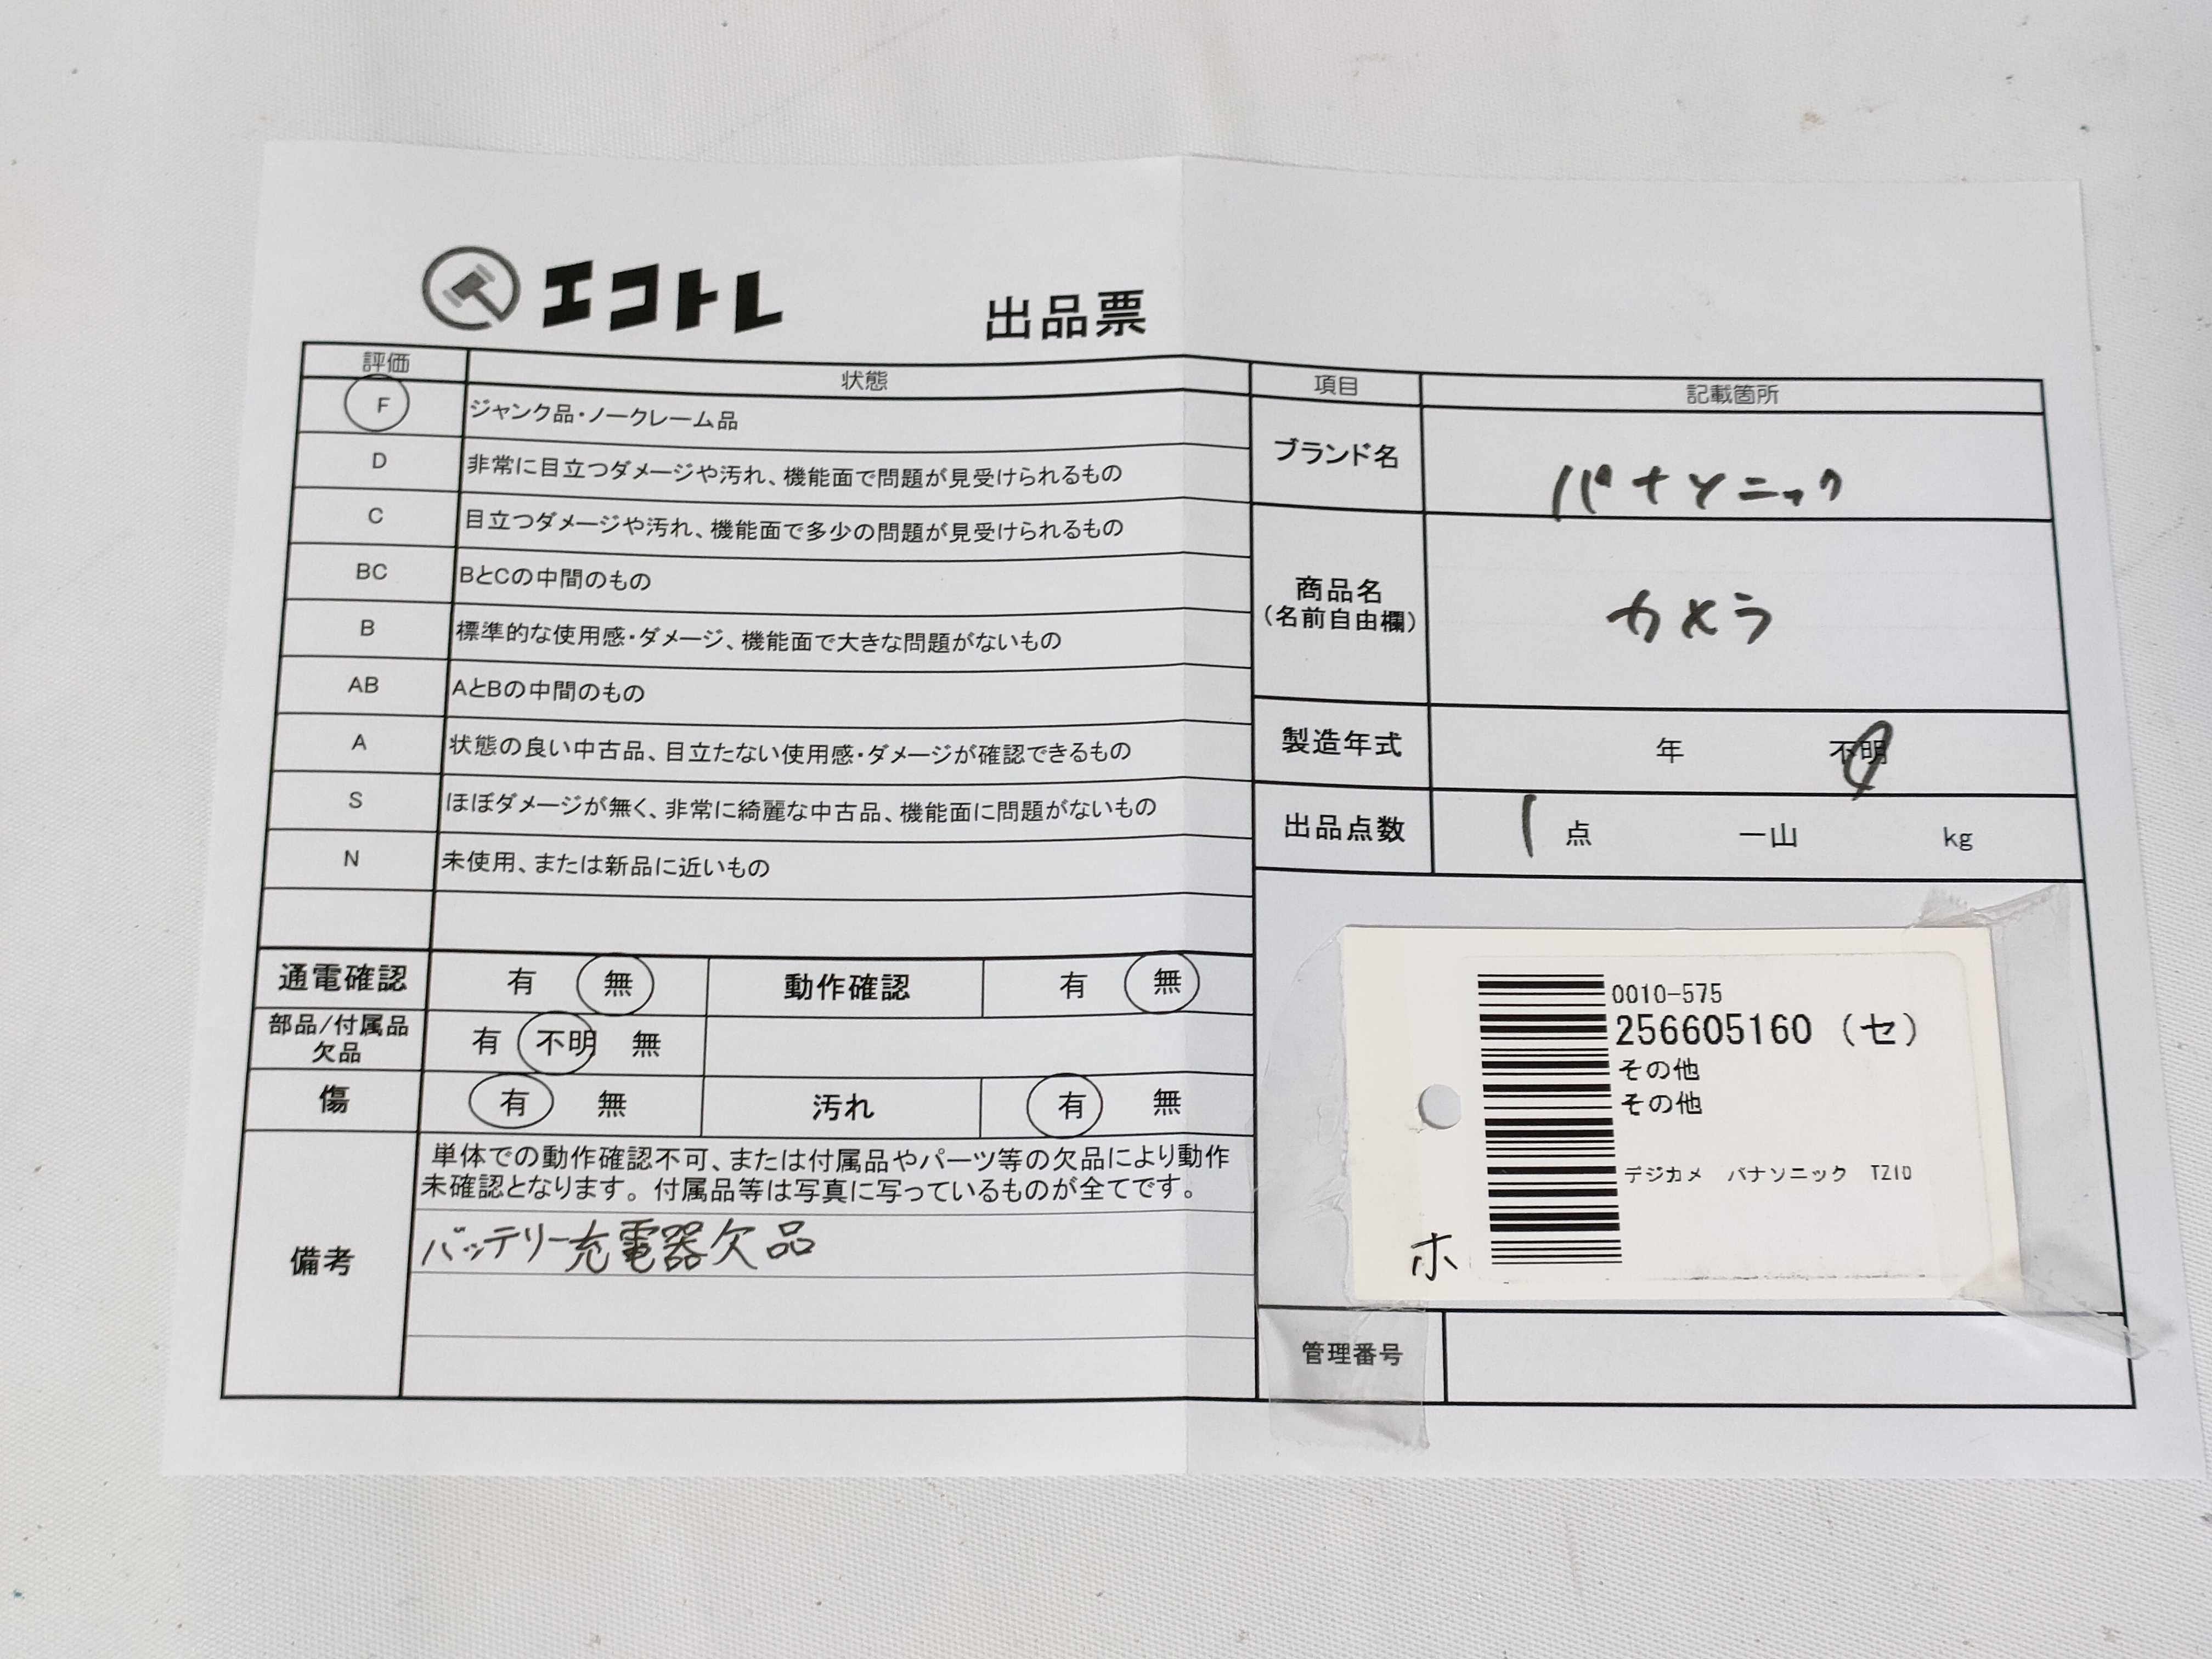 エコトレ 出品票
評価 状態
F ジャンク品・ノークレーム品
D 非常に目立つダメージや汚れ、機能面で問題が見受けられるもの
C 目立つダメージや汚れ、機能面で多少の問題が見受けられるもの
BC BとCの中間のもの
B 標準的な使用感・ダメージ、機能面で大きな問題がないもの
AB AとBの中間のもの
A 状態の良い中古品、目立たない使用感・ダメージが確認できるもの
S ほぼダメージが無く、非常に綺麗な中古品、機能面に問題がないもの
N 未使用、または新品に近いもの
通電確認 有 無 動作確認 有 無
部品/付属品
欠品 有 不明 無
傷 有 無 汚れ 有 無
備考
単体での動作確認不可、または付属品やパーツ等の欠品により動作
未確認となります。付属品等は写真に写っているものが全てです。
バッテリー充電器欠品
項目 記載箇所
ブランド名 パナソニック
商品名
(名前自由欄) カメラ
製造年式 年 不明
出品点数 1 点 一山 kg
0010-575
256605160 (セ)
その他
その他
デジカメ パナソニック TZ10
ホ
管理番号